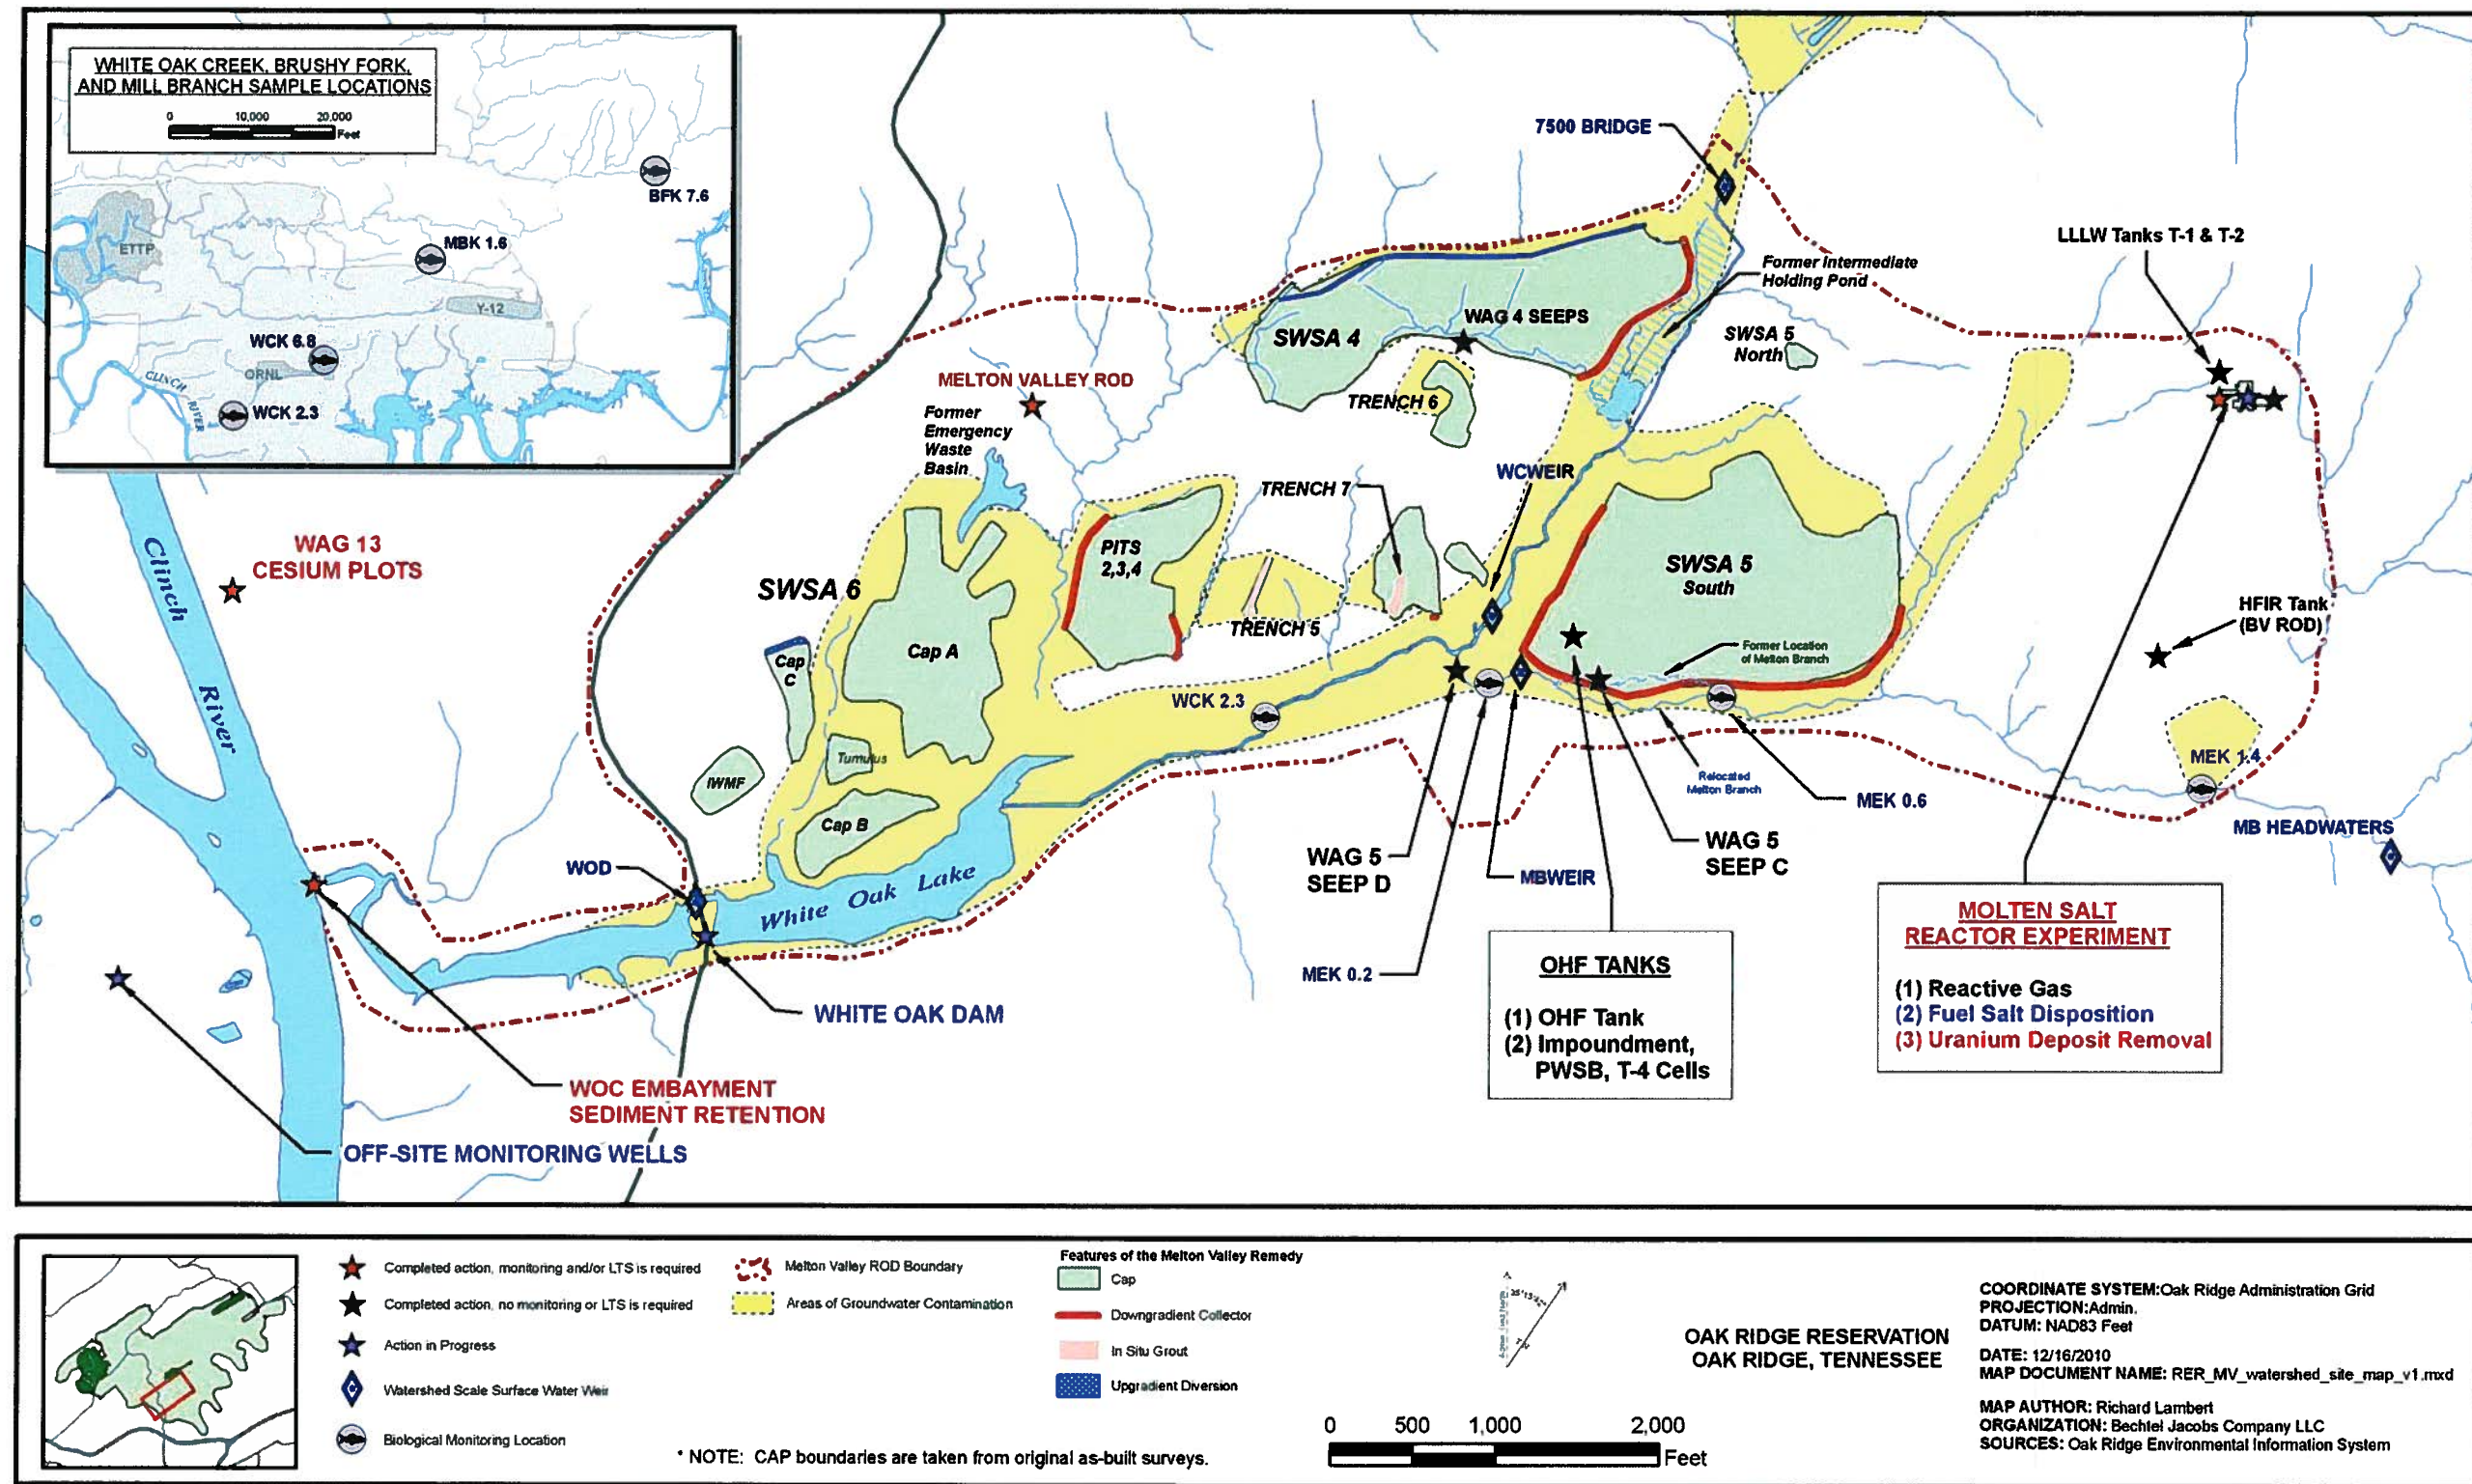 WHITE OAK CREEK, BRUSHY FORK,
AND MILL BRANCH SAMPLE LOCATIONS
0 10,000 20,000
Feet
BFK 7.6
MBK 1.6
ETTP
Y-12
WCK 6.8
ORNL
WCK 2.3
CLINCH
RIVER
7500 BRIDGE
LLLW Tanks T-1 & T-2
Former Intermediate
Holding Pond
WAG 4 SEEPS
SWSA 4
SWSA 5
North
MELTON VALLEY ROD
TRENCH 6
Former
Emergency
Waste
Basin
WCWEIR
TRENCH 7
WAG 13
CESIUM PLOTS
Clinch
River
PITS
2,3,4
SWSA 5
South
SWSA 6
HFIR Tank
(BV ROD)
TRENCH 5
Cap A
Cap
C
Former Location
of Melton Branch
WCK 2.3
Tumulus
IWMF
MEK 1.4
Relocated
Melton Branch
MEK 0.6
Cap B
MB HEADWATERS
WAG 5
SEEP D
WAG 5
SEEP C
WOD
MBWEIR
White Oak Lake
MEK 0.2
OHF TANKS
(1) OHF Tank
(2) Impoundment,
PWSB, T-4 Cells
MOLTEN SALT
REACTOR EXPERIMENT
(1) Reactive Gas
(2) Fuel Salt Disposition
(3) Uranium Deposit Removal
WHITE OAK DAM
WOC EMBAYMENT
SEDIMENT RETENTION
OFF-SITE MONITORING WELLS
Completed action, monitoring and/or LTS is required
Completed action, no monitoring or LTS is required
Action in Progress
Watershed Scale Surface Water Weir
Biological Monitoring Location
Melton Valley ROD Boundary
Areas of Groundwater Contamination
Features of the Melton Valley Remedy
Cap
Downgradient Collector
In Situ Grout
Upgradient Diversion
* NOTE: CAP boundaries are taken from original as-built surveys.
0 500 1,000 2,000
Feet
OAK RIDGE RESERVATION
OAK RIDGE, TENNESSEE
COORDINATE SYSTEM:Oak Ridge Administration Grid
PROJECTION:Admin.
DATUM: NAD83 Feet
DATE: 12/16/2010
MAP DOCUMENT NAME: RER_MV_watershed_site_map_v1.mxd
MAP AUTHOR: Richard Lambert
ORGANIZATION: Bechtel Jacobs Company LLC
SOURCES: Oak Ridge Environmental Information System